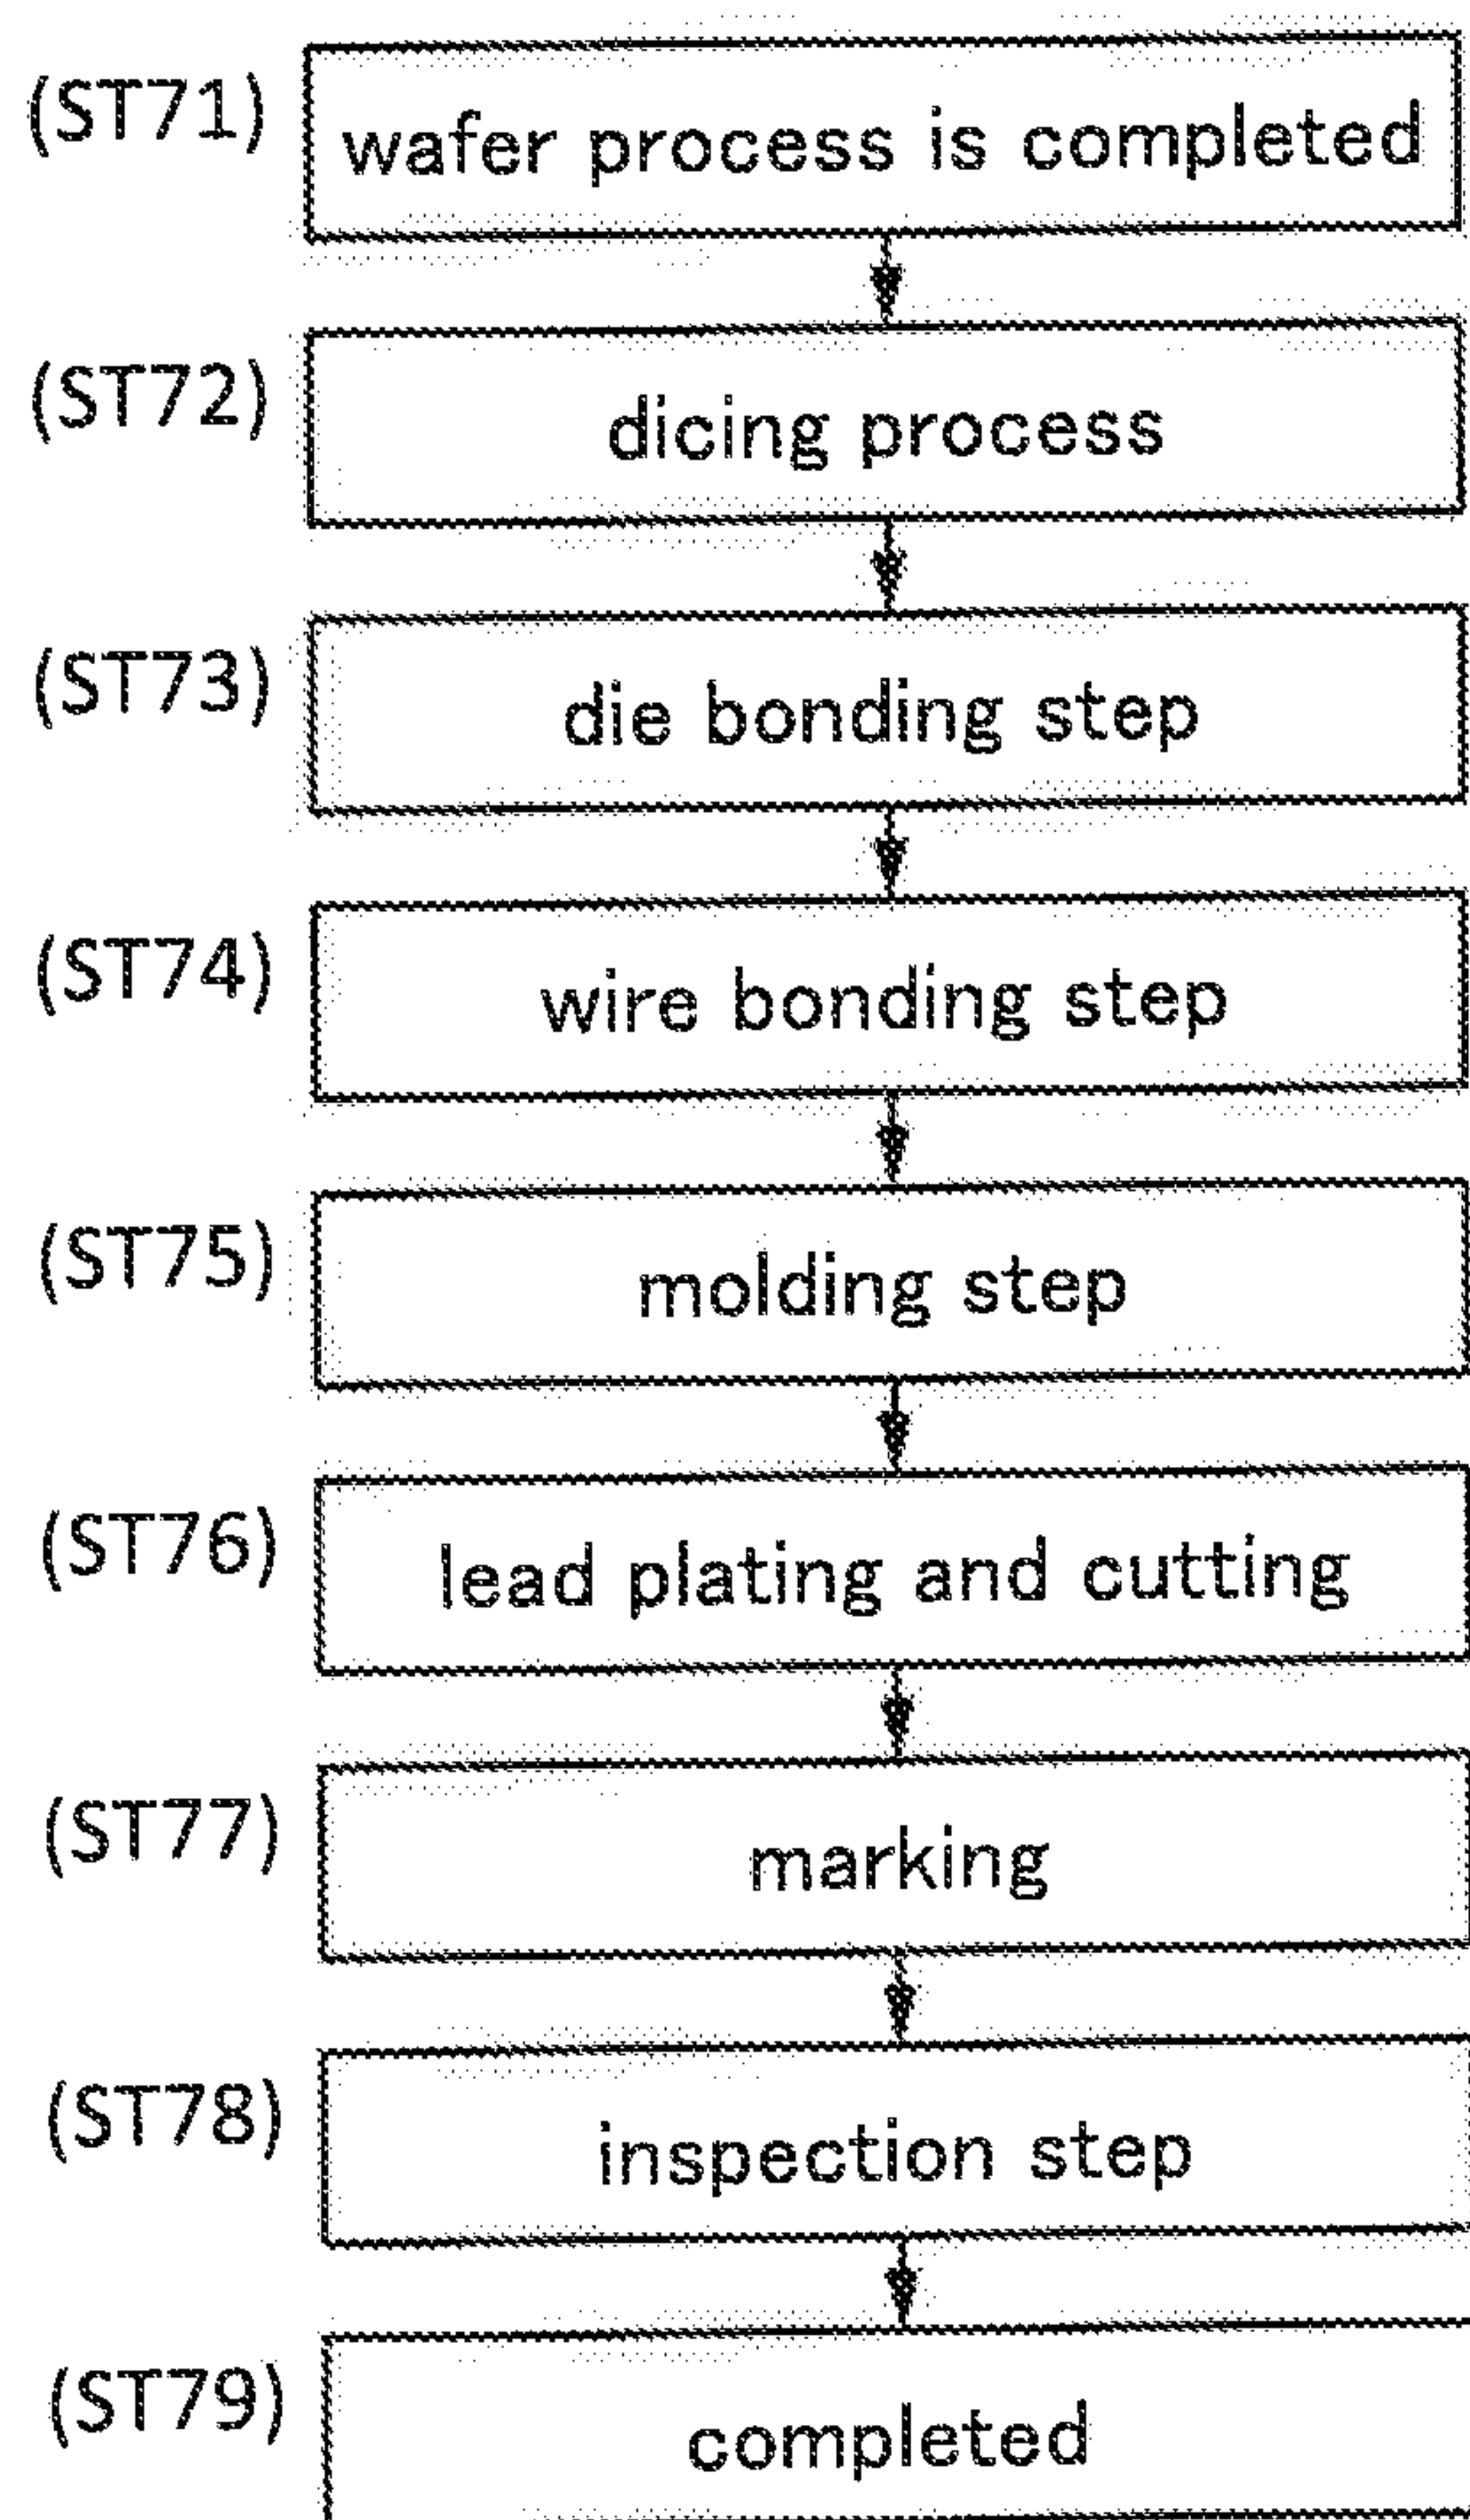 (ST71) wafer process is completed
(ST72) dicing process
(ST73) die bonding step
(ST74) wire bonding step
(ST75) molding step
(ST76) lead plating and cutting
(ST77) marking
(ST78) inspection step
(ST79) completed